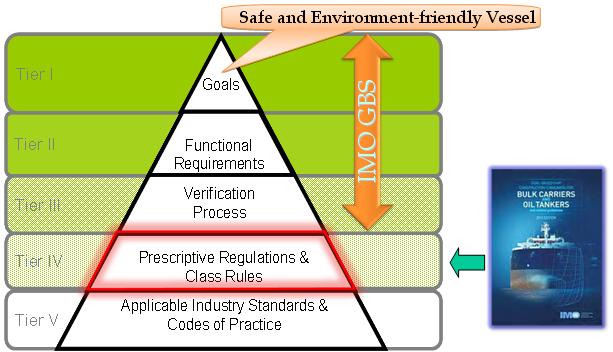 Safe and Environment-friendly Vessel
Tier I
Goals
Tier II
Functional
Requirements
IMO GBS
Tier III
Verification
Process
Tier IV
Prescriptive Regulations &
Class Rules
Tier V
Applicable Industry Standards &
Codes of Practice
BULK CARRIERS
OIL TANKERS
IMO